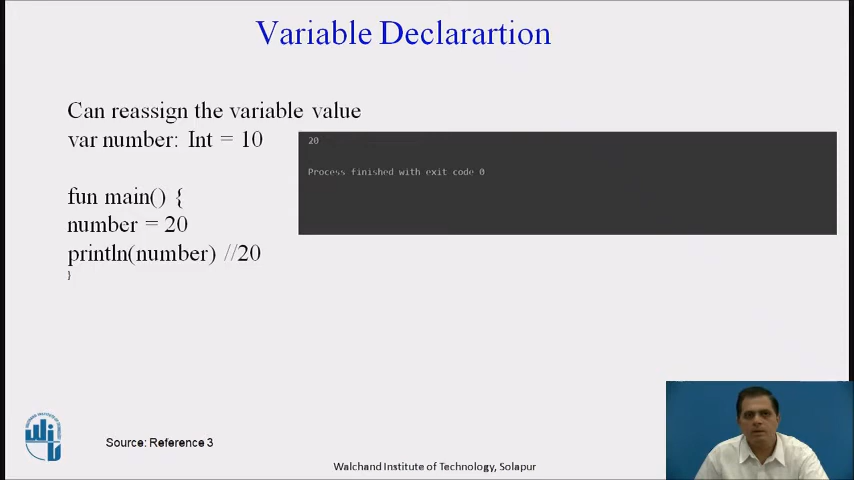 Variable Declarartion
Can reassign the variable value
var number: Int = 10
20
Process finished with exit code 0
fun main() {
number = 20
println(number) //20
}
Source: Reference 3
Walchand Institute of Technology, Solapur